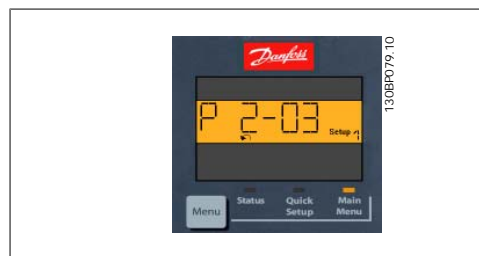 Danfoss
P 2-03
Setup 1
Status
Quick Setup
Main Menu
Menu
130BP079.10